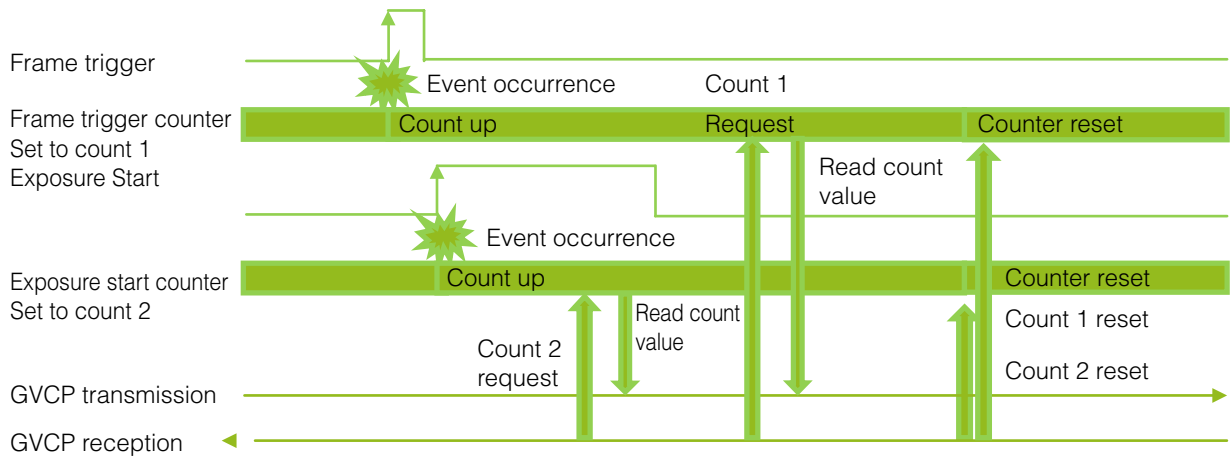 Frame trigger
Event occurrence
Count 1
Frame trigger counter
Count up
Request
Counter reset
Set to count 1
Exposure Start
Read count
value
Event occurrence
Exposure start counter
Count up
Counter reset
Set to count 2
Read count
value
Count 1 reset
Count 2
request
Count 2 reset
GVCP transmission
GVCP reception